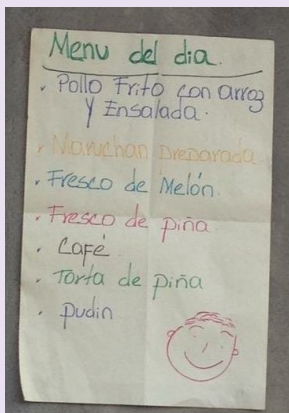 Menu del dia.
. Pollo Frito con arroz
y Ensalada.
. Maruchan preparada
. Fresco de Melón.
. Fresco de piña
. Café
. Torta de piña
. pudin